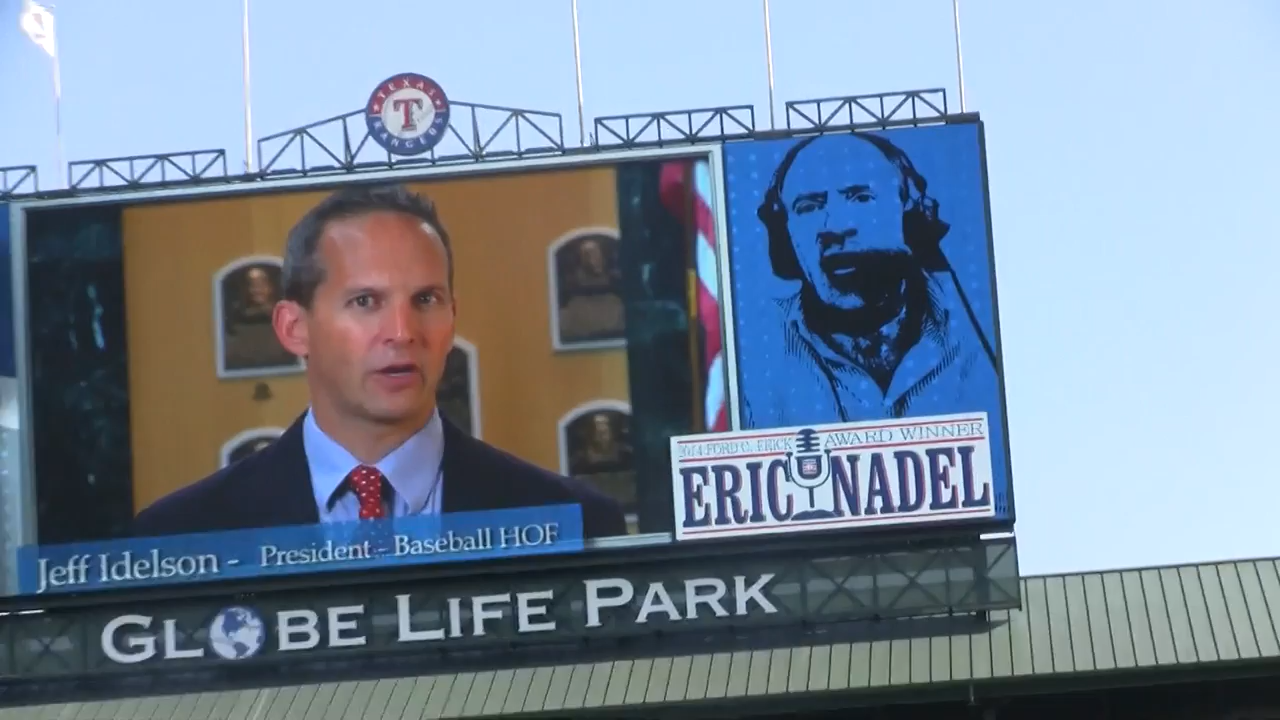 TEXAS
T
RANGERS
2014 FORD C. FRICK AWARD WINNER
ERIC NADEL
Jeff Idelson - President - Baseball HOF
GLOBE LIFE PARK